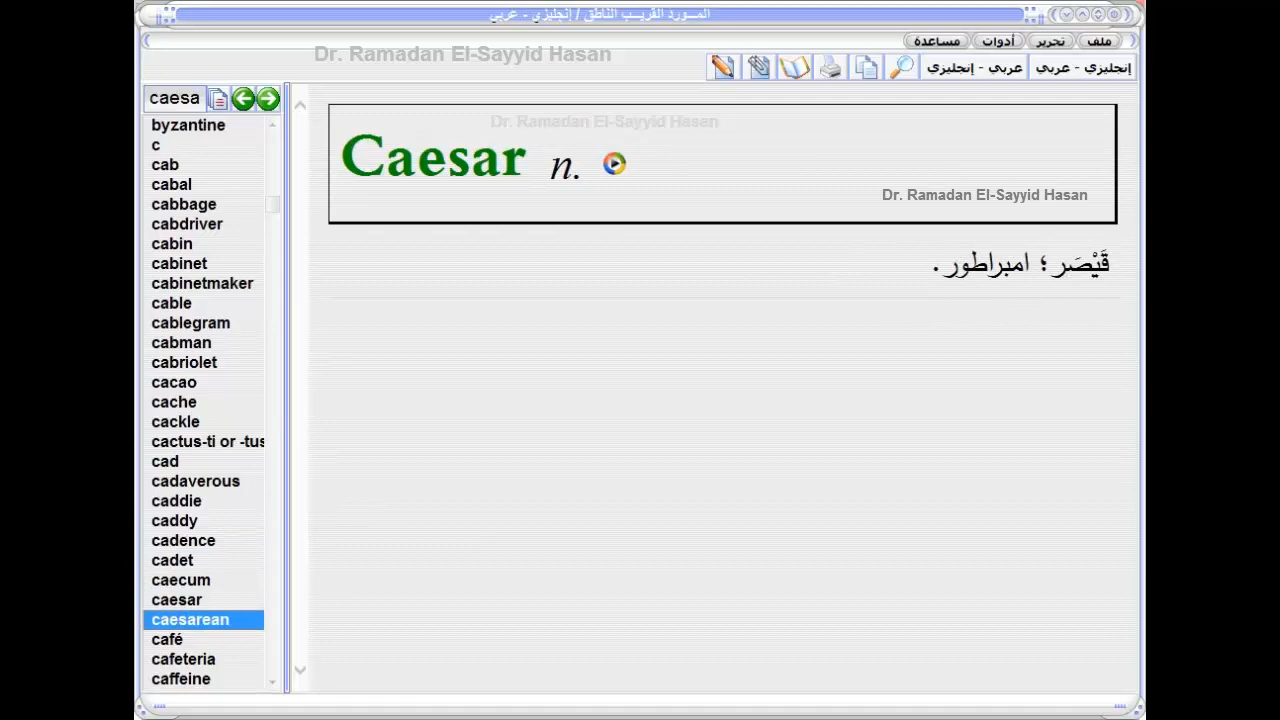 المـورد القريـب الناطق / إنجليزي - عربي
ملف
تحرير
أدوات
مساعدة
Dr. Ramadan El-Sayyid Hasan
إنجليزي - عربي
عربي - إنجليزي
caesa
byzantine
c
cab
cabal
cabbage
cabdriver
cabin
cabinet
cabinetmaker
cable
cablegram
cabman
cabriolet
cacao
cache
cackle
cactus-ti or -tus
cad
cadaverous
caddie
caddy
cadence
cadet
caecum
caesar
caesarean
café
cafeteria
caffeine
Dr. Ramadan El-Sayyid Hasan
Caesar n.
Dr. Ramadan El-Sayyid Hasan
قَيْصَر ؛ امبراطور .